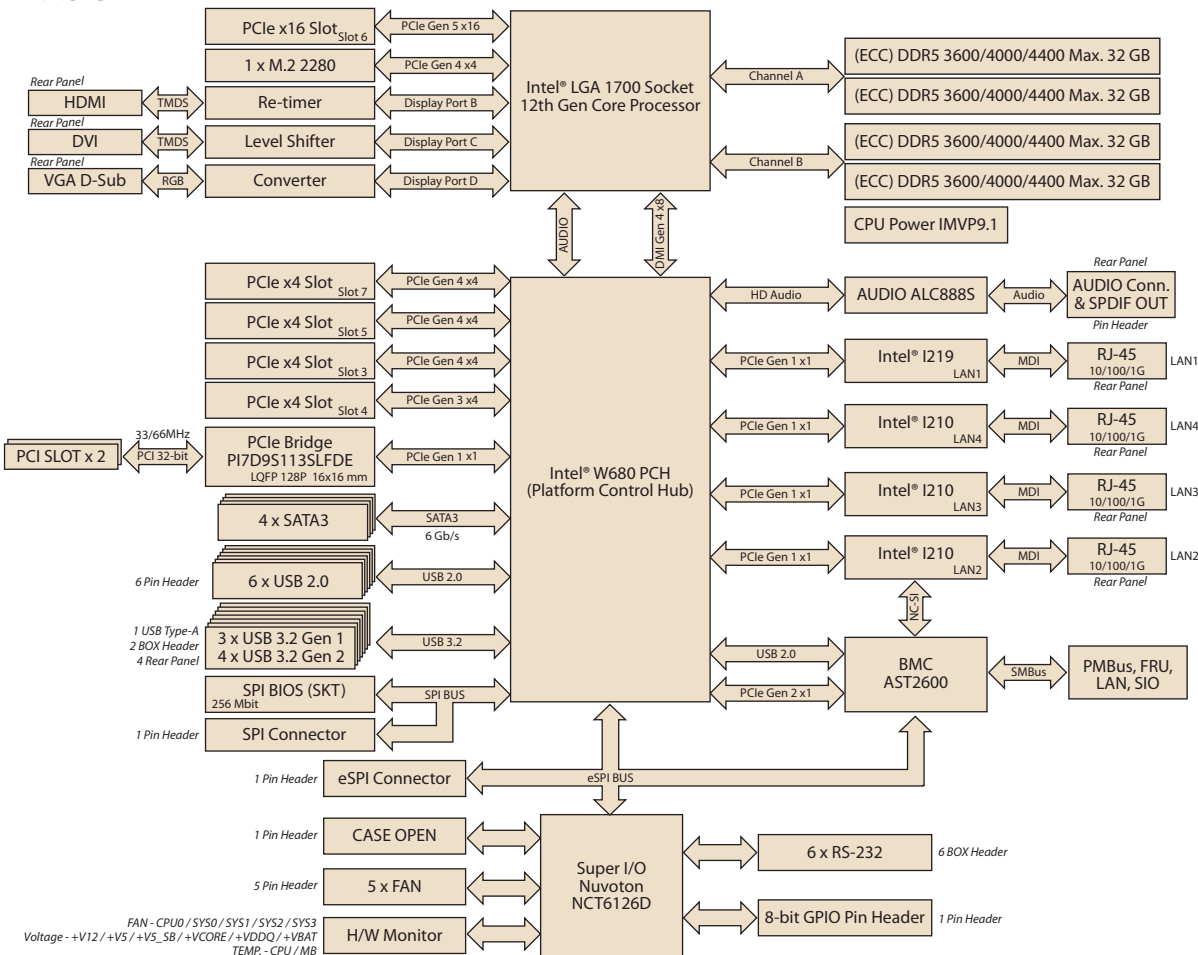 PCIe x16 Slot Slot 6
PCIe Gen 5 x16
1 x M.2 2280
PCIe Gen 4 x4
Rear Panel
HDMI
TMDS
Re-timer
Display Port B
Rear Panel
DVI
TMDS
Level Shifter
Display Port C
Rear Panel
VGA D-Sub
RGB
Converter
Display Port D
Intel® LGA 1700 Socket
12th Gen Core Processor
Channel A
(ECC) DDR5 3600/4000/4400 Max. 32 GB
(ECC) DDR5 3600/4000/4400 Max. 32 GB
Channel B
(ECC) DDR5 3600/4000/4400 Max. 32 GB
(ECC) DDR5 3600/4000/4400 Max. 32 GB
CPU Power IMVP9.1
AUDIO
DMI Gen 4 x8
PCIe x4 Slot Slot 7
PCIe Gen 4 x4
PCIe x4 Slot Slot 5
PCIe Gen 4 x4
PCIe x4 Slot Slot 3
PCIe Gen 4 x4
PCIe x4 Slot Slot 4
PCIe Gen 3 x4
PCI SLOT x 2
33/66MHz
PCI 32-bit
PCIe Bridge
PI7D9S113SLFDE
LQFP 128P 16x16 mm
PCIe Gen 1 x1
4 x SATA3
SATA3
6 Gb/s
6 Pin Header
6 x USB 2.0
USB 2.0
1 USB Type-A
2 BOX Header
4 Rear Panel
3 x USB 3.2 Gen 1
4 x USB 3.2 Gen 2
USB 3.2
SPI BIOS (SKT)
256 Mbit
SPI BUS
1 Pin Header
SPI Connector
Intel® W680 PCH
(Platform Control Hub)
HD Audio
AUDIO ALC888S
Audio
Rear Panel
AUDIO Conn.
& SPDIF OUT
Pin Header
PCIe Gen 1 x1
Intel® I219
LAN1
MDI
RJ-45
10/100/1G
Rear Panel
LAN1
PCIe Gen 1 x1
Intel® I210
LAN4
MDI
RJ-45
10/100/1G
Rear Panel
LAN4
PCIe Gen 1 x1
Intel® I210
LAN3
MDI
RJ-45
10/100/1G
Rear Panel
LAN3
PCIe Gen 1 x1
Intel® I210
LAN2
MDI
RJ-45
10/100/1G
Rear Panel
LAN2
NC-SI
USB 2.0
PCIe Gen 2 x1
BMC
AST2600
SMBus
PMBus, FRU,
LAN, SIO
1 Pin Header
eSPI Connector
eSPI BUS
1 Pin Header
CASE OPEN
5 Pin Header
5 x FAN
FAN - CPU0 / SYS0 / SYS1 / SYS2 / SYS3
Voltage - +V12 / +V5 / +V5_SB / +VCORE / +VDDQ / +VBAT
TEMP. - CPU / MB
H/W Monitor
Super I/O
Nuvoton
NCT6126D
6 x RS-232
6 BOX Header
8-bit GPIO Pin Header
1 Pin Header